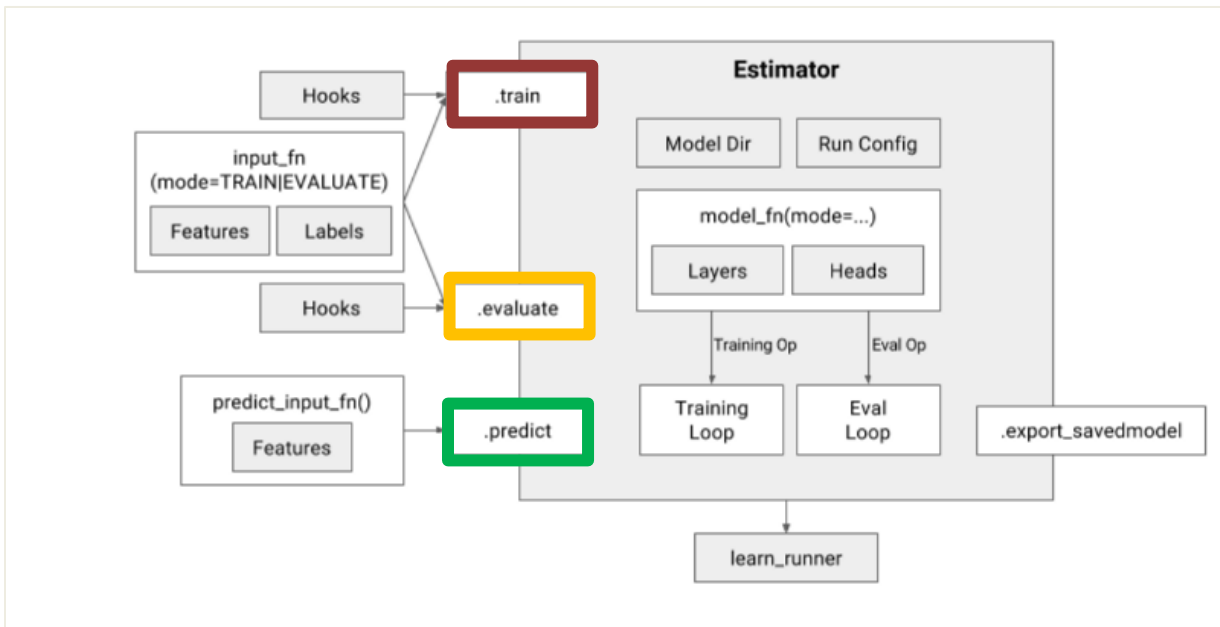 Estimator
Hooks
.train
Model Dir
Run Config
input_fn
(mode=TRAIN|EVALUATE)
Features
Labels
model_fn(mode=...)
Layers
Heads
Hooks
.evaluate
Training Op
Eval Op
predict_input_fn()
Features
.predict
Training
Loop
Eval
Loop
.export_savedmodel
learn_runner